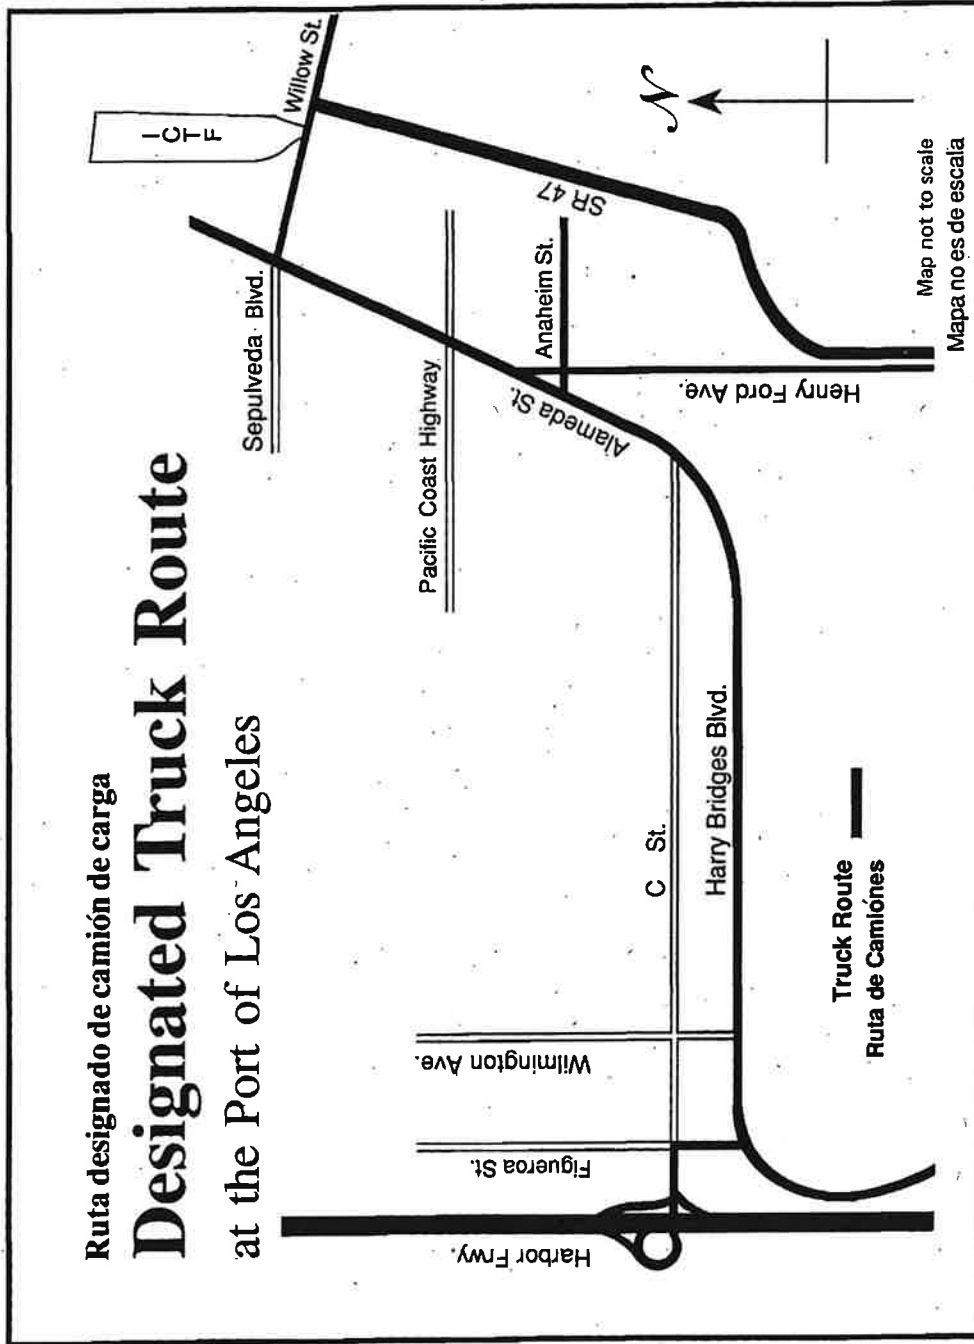 Ruta designado de camión de carga
Designated Truck Route
at the Port of Los Angeles
I
C
T
F
Willow St.
Sepulveda Blvd.
Pacific Coast Highway
SR 47
Anaheim St.
Alameda St.
Henry Ford Ave.
N
C St.
Harry Bridges Blvd.
Wilmington Ave.
Figueroa St.
Harbor Frwy.
Truck Route
Ruta de Camiónes
Map not to scale
Mapa no es de escala